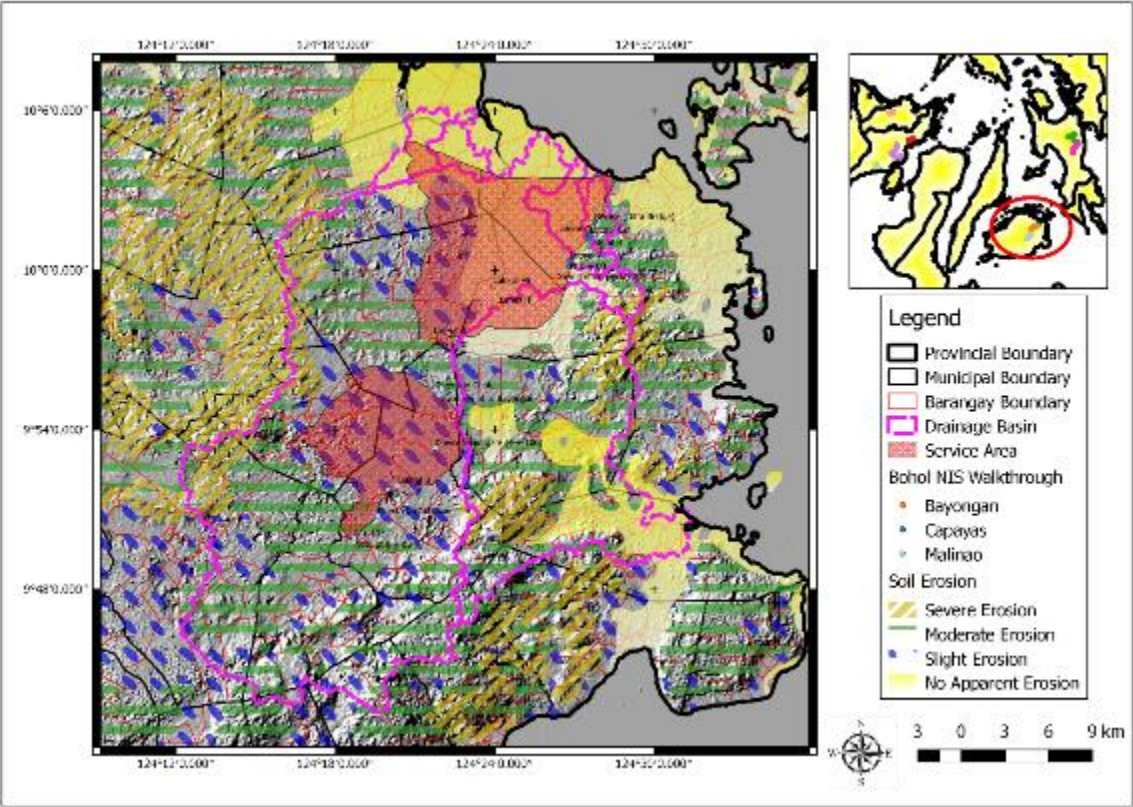 124°12'0.000"
124°18'0.000"
124°24'0.000"
124°30'0.000"
10°6'0.000"
10°0'0.000"
9°54'0.000"
9°48'0.000"
124°12'0.000"
124°18'0.000"
124°24'0.000"
124°30'0.000"
Legend
Provincial Boundary
Municipal Boundary
Barangay Boundary
Drainage Basin
Service Area
Bohol NIS Walkthrough
Bayongan
Capayas
Malinao
Soil Erosion
Severe Erosion
Moderate Erosion
Slight Erosion
No Apparent Erosion
N
W
E
S
3 0 3 6 9 km